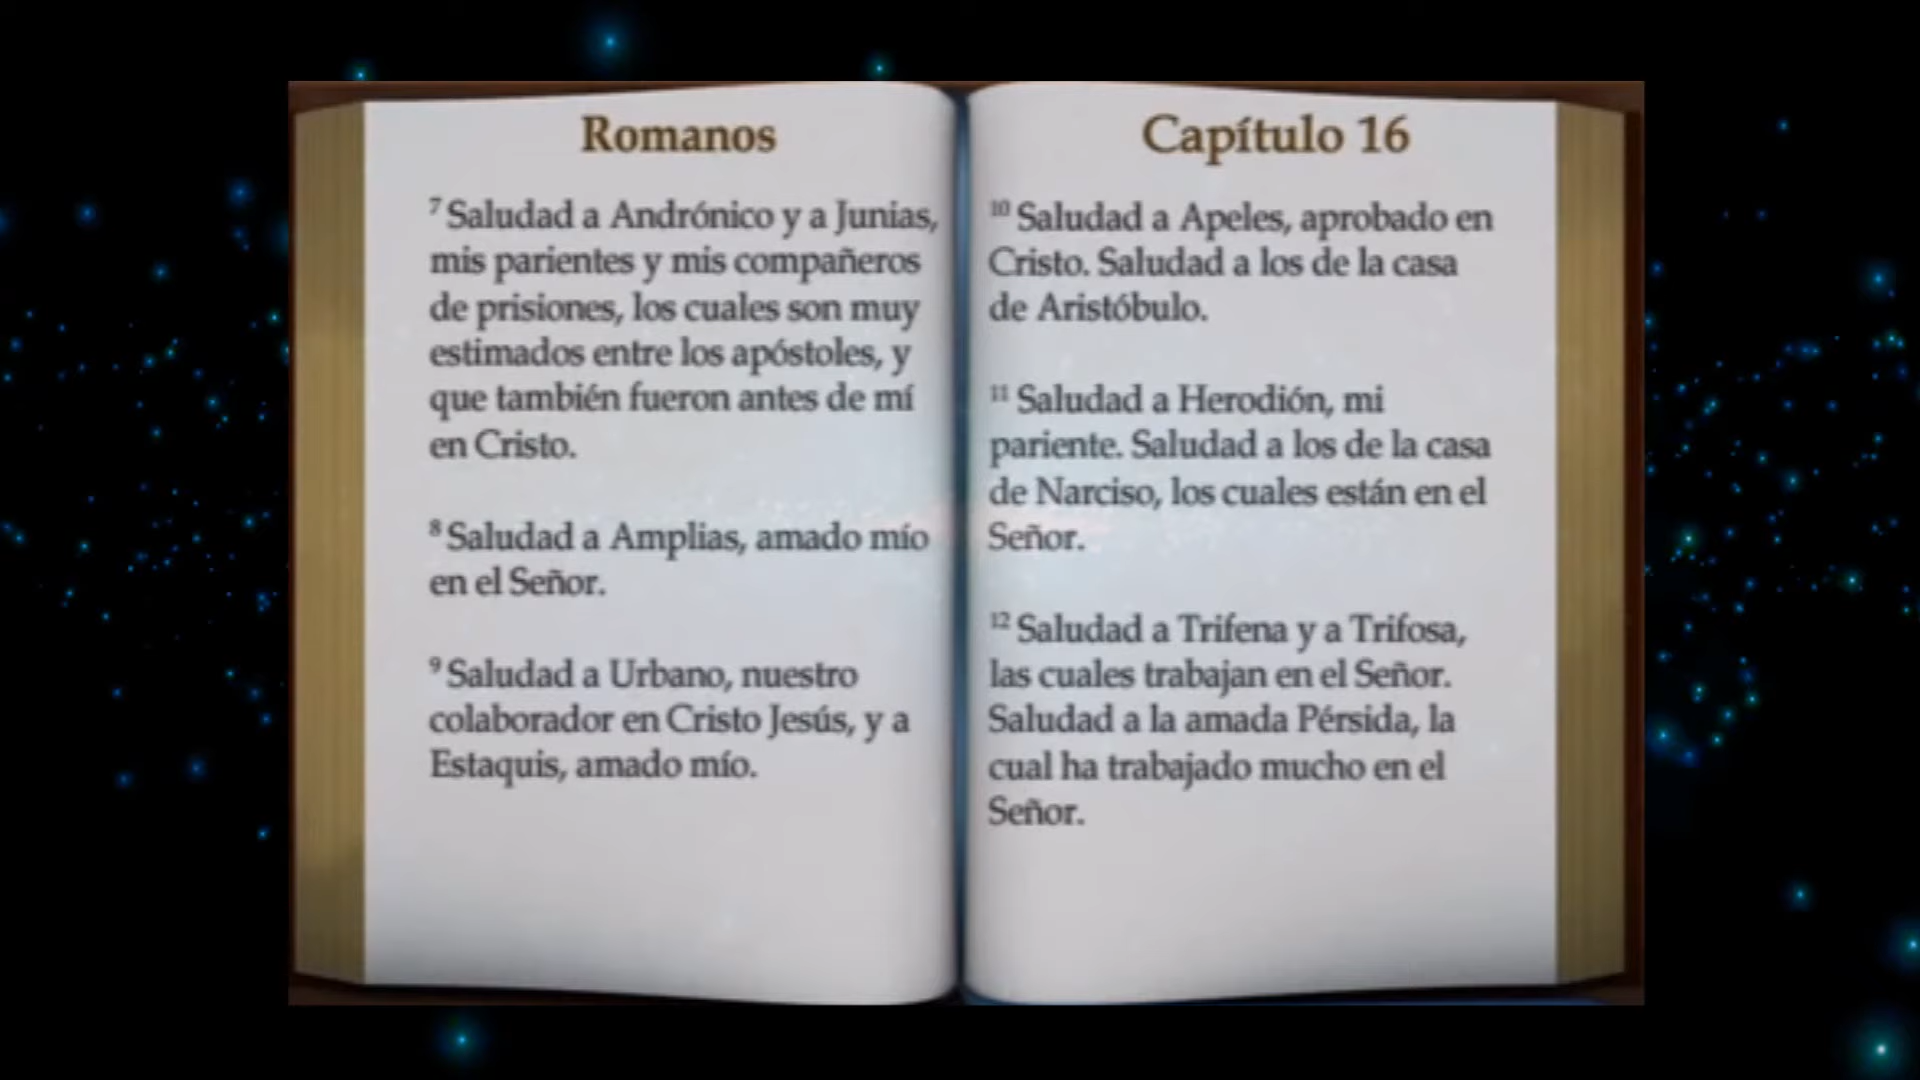 Romanos
7 Saludad a Andrónico y a Junias,
mis parientes y mis compañeros
de prisiones, los cuales son muy
estimados entre los apóstoles, y
que también fueron antes de mí
en Cristo.
8 Saludad a Amplias, amado mío
en el Señor.
9 Saludad a Urbano, nuestro
colaborador en Cristo Jesús, y a
Estaquis, amado mío.
Capítulo 16
10 Saludad a Apeles, aprobado en
Cristo. Saludad a los de la casa
de Aristóbulo.
11 Saludad a Herodión, mi
pariente. Saludad a los de la casa
de Narciso, los cuales están en el
Señor.
12 Saludad a Trifena y a Trifosa,
las cuales trabajan en el Señor.
Saludad a la amada Pérsida, la
cual ha trabajado mucho en el
Señor.